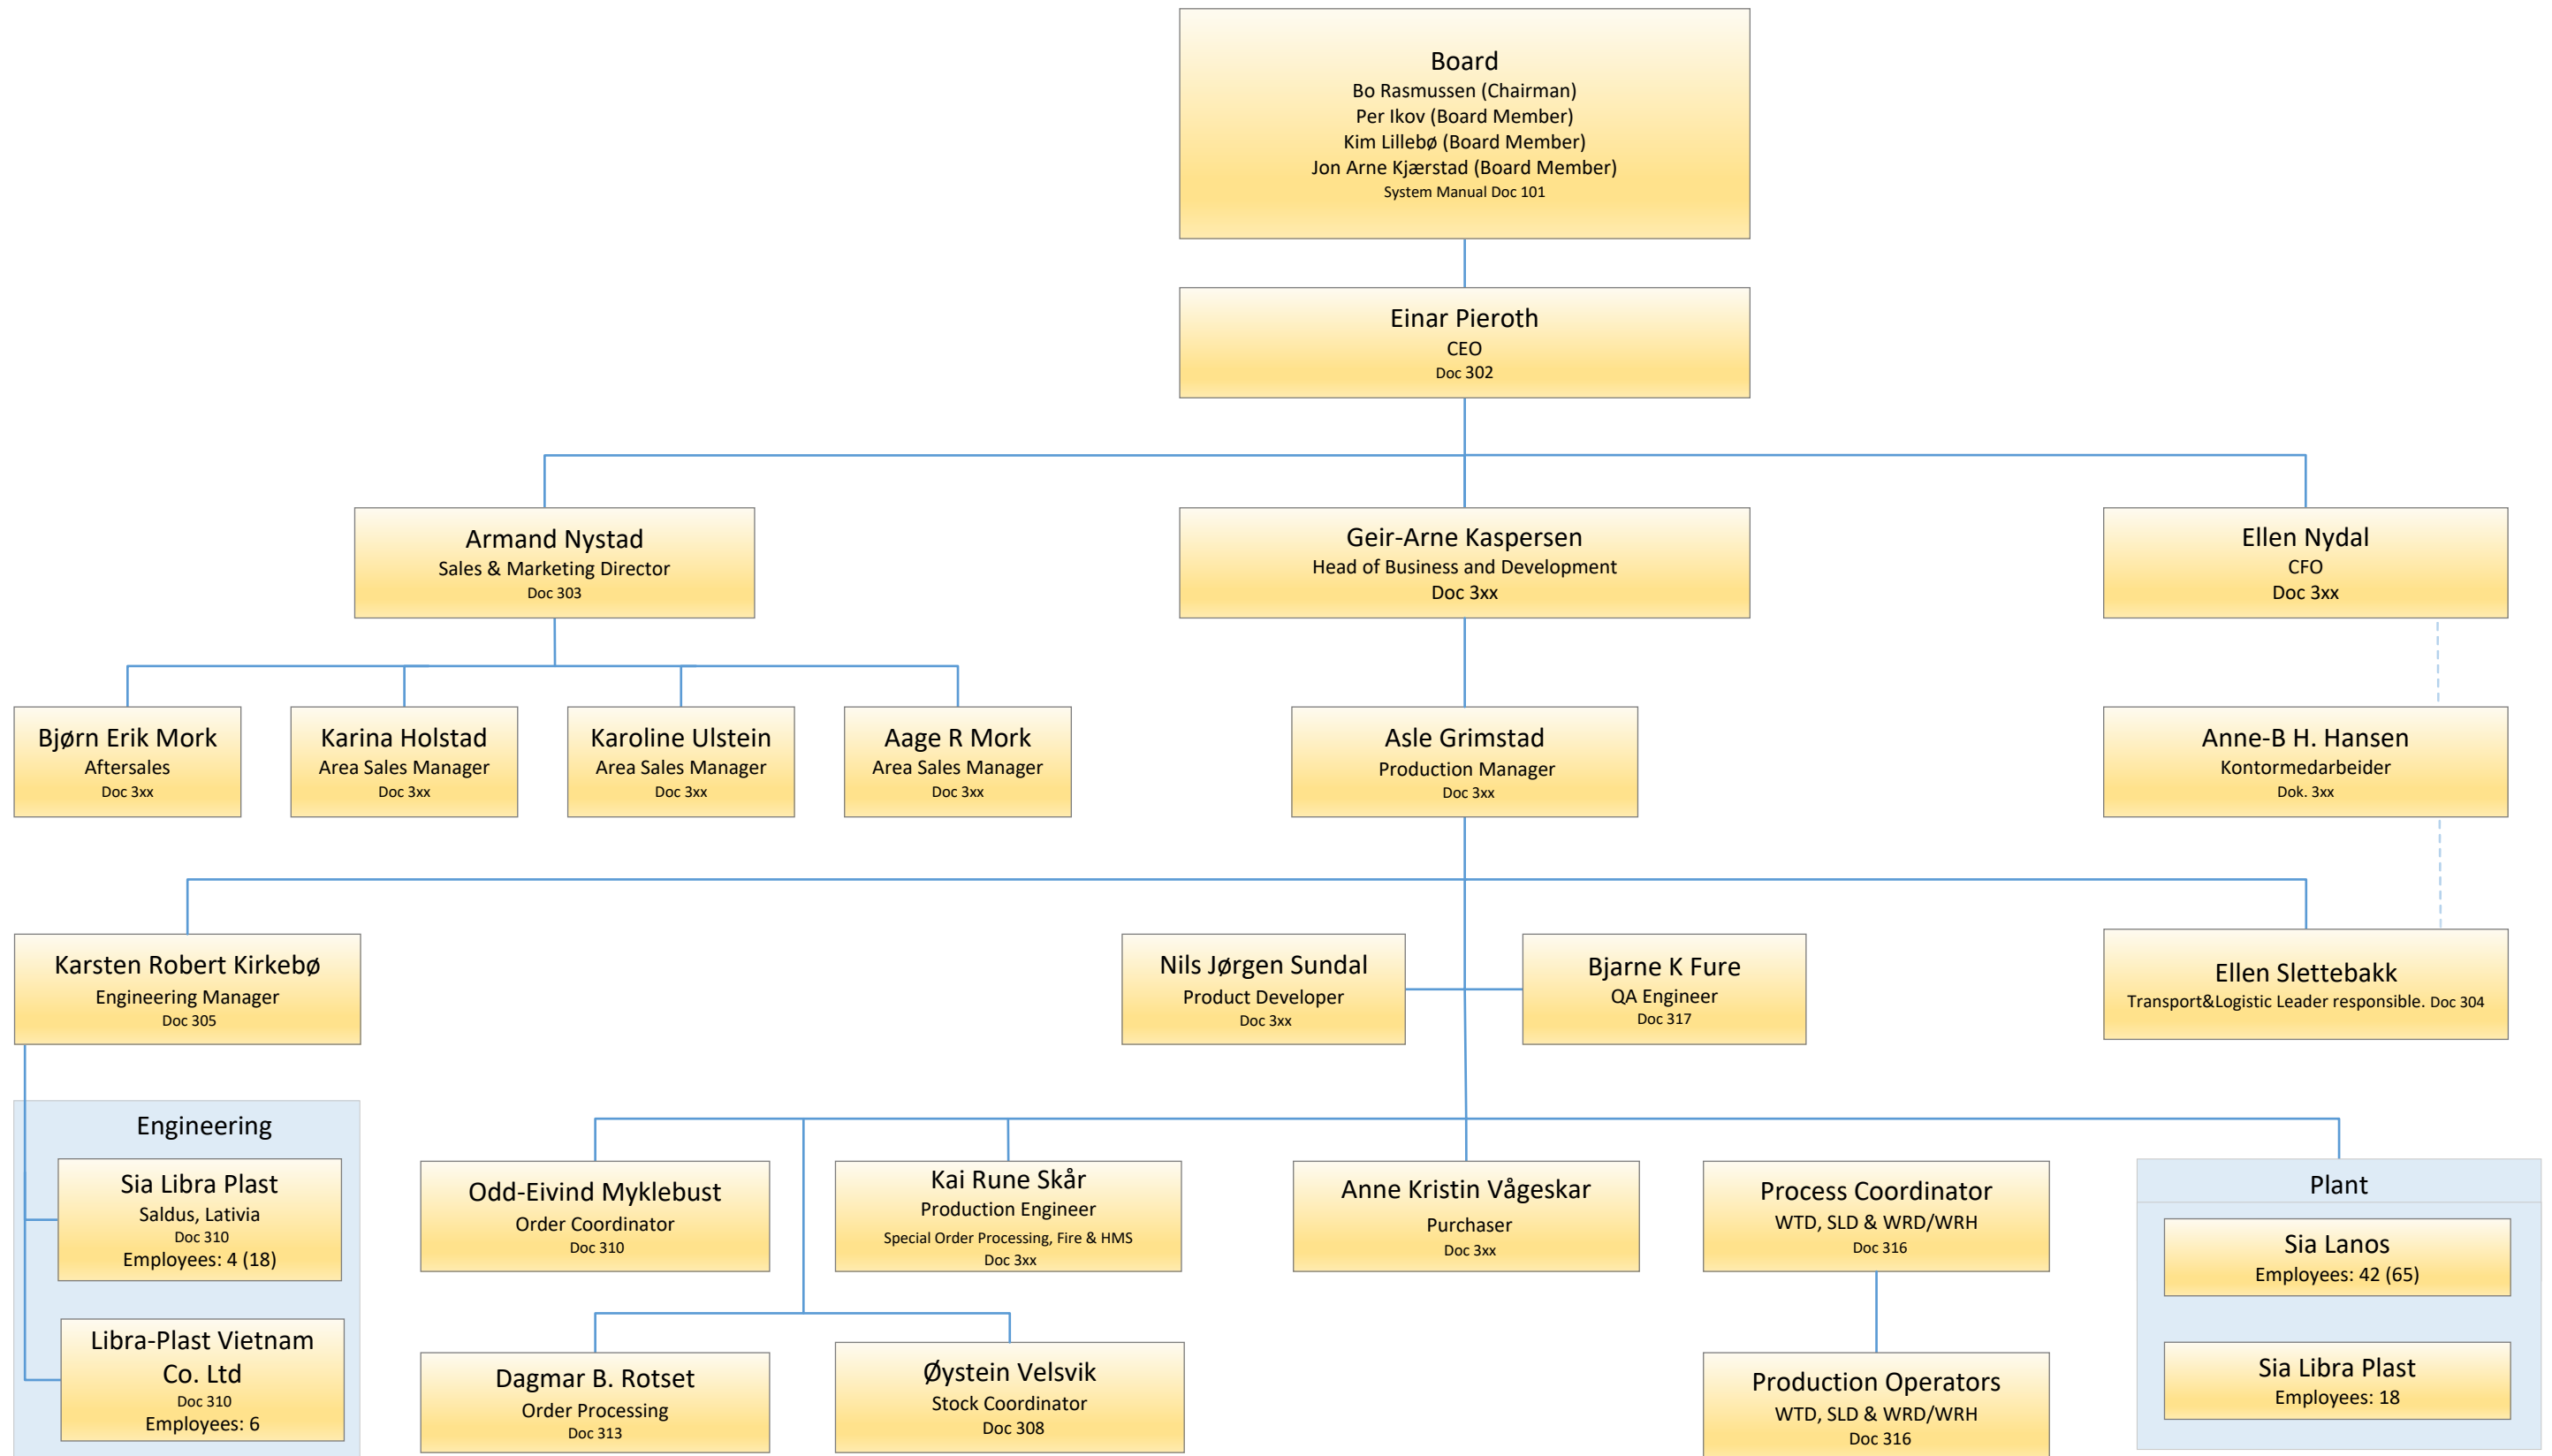 Board
Bo Rasmussen (Chairman)
Per Ikov (Board Member)
Kim Lillebø (Board Member)
Jon Arne Kjærstad (Board Member)
System Manual Doc 101
Einar Pieroth
CEO
Doc 302
Armand Nystad
Sales & Marketing Director
Doc 303
Geir-Arne Kaspersen
Head of Business and Development
Doc 3xx
Ellen Nydal
CFO
Doc 3xx
Bjørn Erik Mork
Aftersales
Doc 3xx
Karina Holstad
Area Sales Manager
Doc 3xx
Karoline Ulstein
Area Sales Manager
Doc 3xx
Aage R Mork
Area Sales Manager
Doc 3xx
Asle Grimstad
Production Manager
Doc 3xx
Anne-B H. Hansen
Kontormedarbeider
Dok. 3xx
Karsten Robert Kirkebø
Engineering Manager
Doc 305
Nils Jørgen Sundal
Product Developer
Doc 3xx
Bjarne K Fure
QA Engineer
Doc 317
Ellen Slettebakk
Transport&Logistic Leader responsible. Doc 304
Engineering
Sia Libra Plast
Saldus, Lativia
Doc 310
Employees: 4 (18)
Libra-Plast Vietnam
Co. Ltd
Doc 310
Employees: 6
Odd-Eivind Myklebust
Order Coordinator
Doc 310
Kai Rune Skår
Production Engineer
Special Order Processing, Fire & HMS
Doc 3xx
Anne Kristin Vågeskar
Purchaser
Doc 3xx
Process Coordinator
WTD, SLD & WRD/WRH
Doc 316
Plant
Sia Lanos
Employees: 42 (65)
Sia Libra Plast
Employees: 18
Dagmar B. Rotset
Order Processing
Doc 313
Øystein Velsvik
Stock Coordinator
Doc 308
Production Operators
WTD, SLD & WRD/WRH
Doc 316